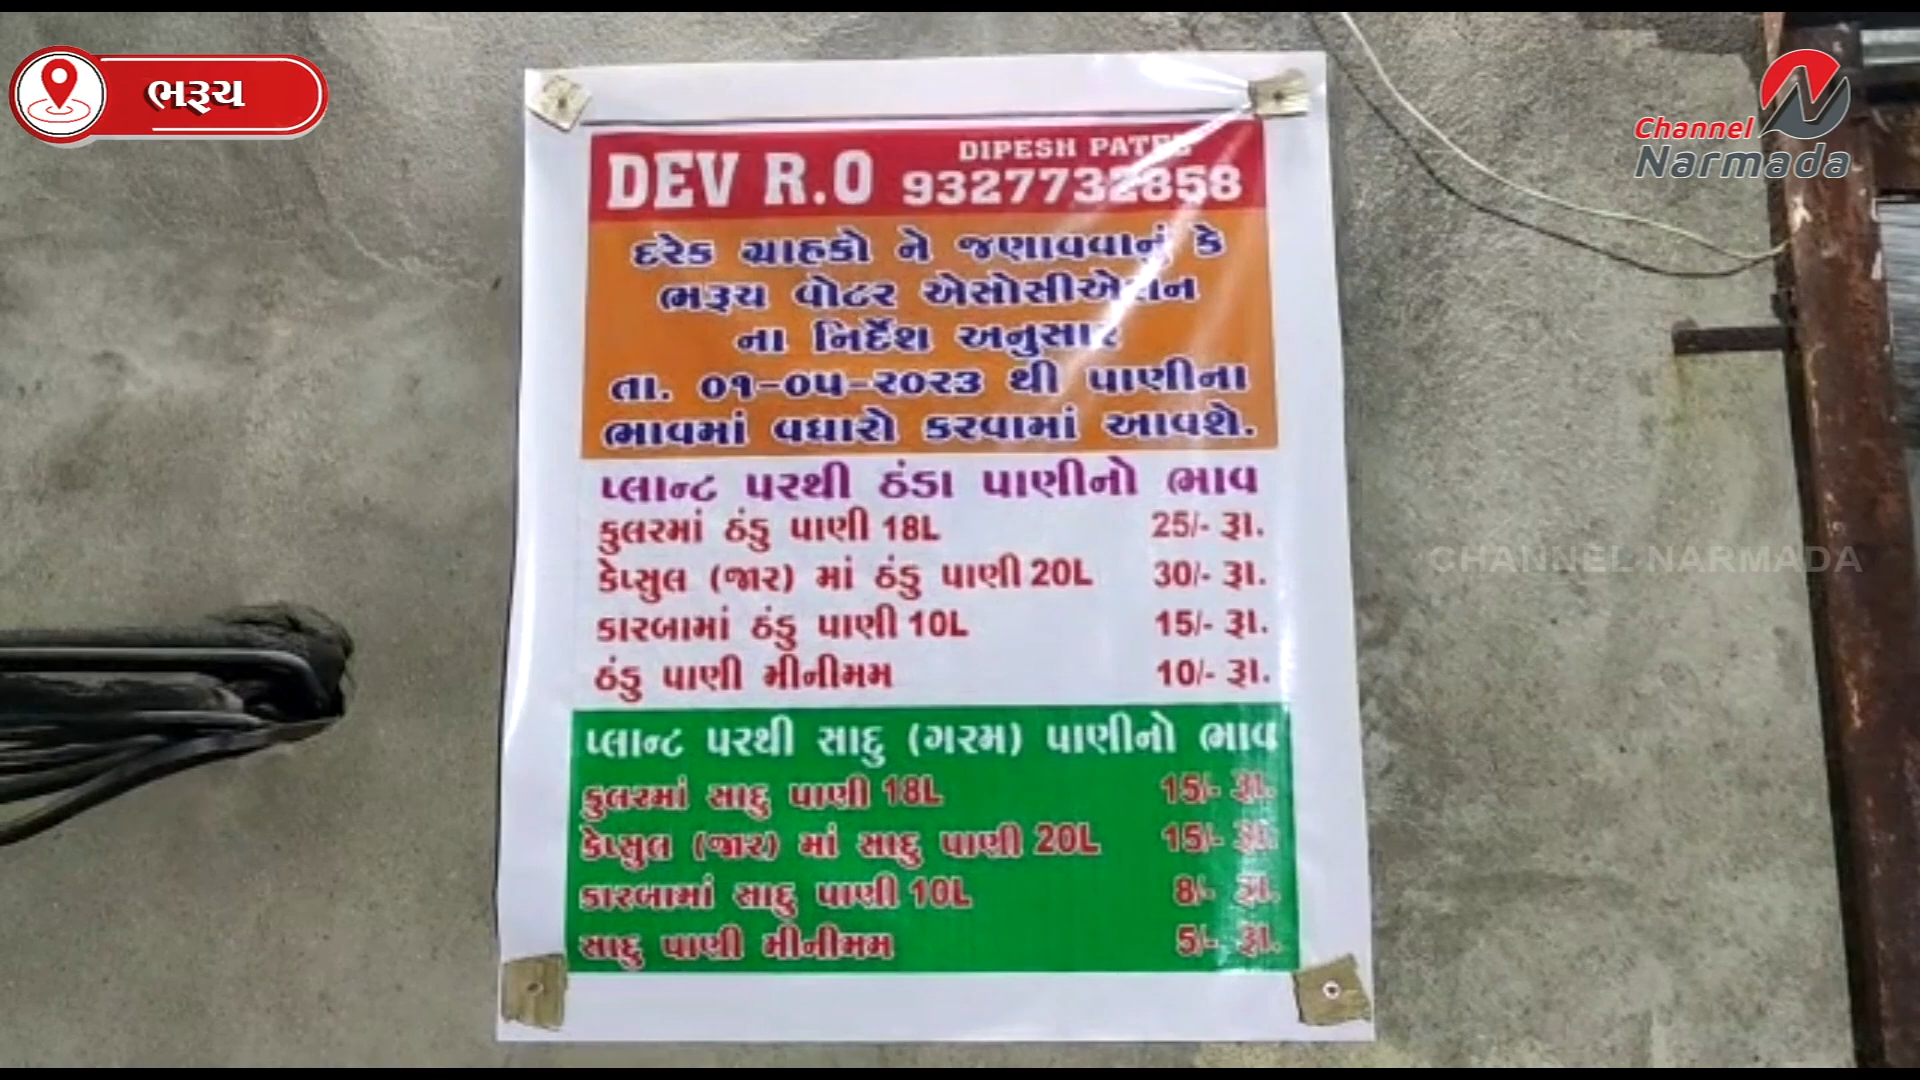 ભરૂચ
Channel
Narmada
DEV R.O
DIPESH PATEL
9327732858
દરેક ગ્રાહકો ને જણાવવાનું કે
ભરૂચ વોટર એસોસીએશન
ના નિર્દેશ અનુસાર
તા. ૦૧-૦૫-૨૦૨૩ થી પાણીના
ભાવમાં વધારો કરવામાં આવશે.
પ્લાન્ટ પરથી ઠંડા પાણીનો ભાવ
કુલરમાં ઠંડુ પાણી 18L 25/- રૂા.
કેપ્સુલ (જાર) માં ઠંડુ પાણી 20L 30/- રૂા.
કારબામાં ઠંડુ પાણી 10L 15/- રૂા.
ઠંડુ પાણી મીનીમમ 10/- રૂા.
પ્લાન્ટ પરથી સાદુ (ગરમ) પાણીનો ભાવ
કુલરમાં સાદુ પાણી 18L 15/- રૂા.
કેપ્સુલ (જાર) માં સાદુ પાણી 20L 15/- રૂા.
કારબામાં સાદુ પાણી 10L 8/- રૂા.
સાદુ પાણી મીનીમમ 5/- રૂા.
CHANNEL NARMADA